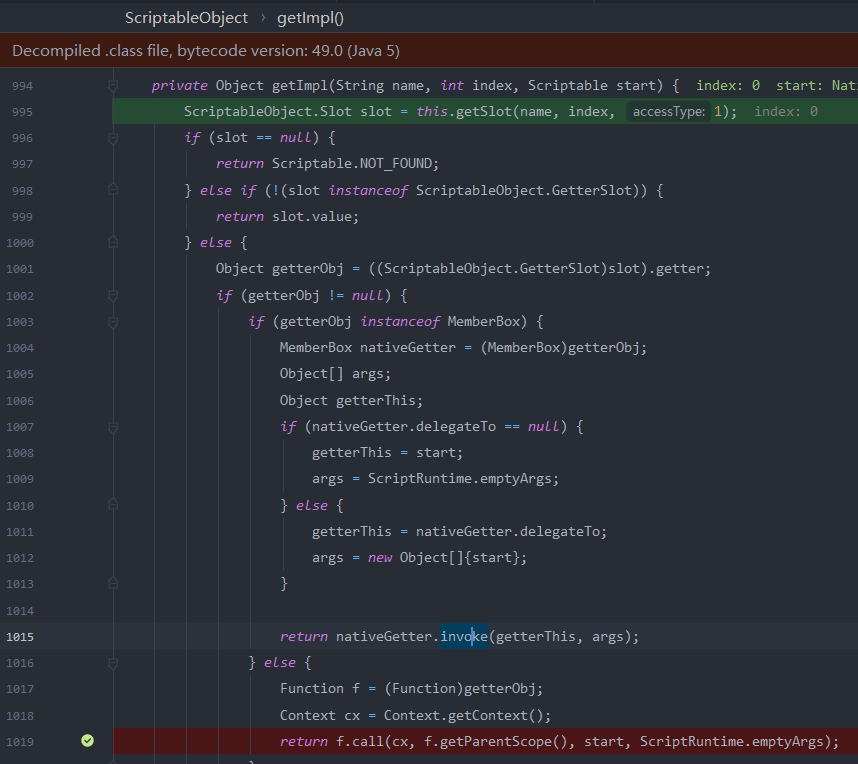 ScriptableObject › getImpl()
Decompiled .class file, bytecode version: 49.0 (Java 5)
994 private Object getImpl(String name, int index, Scriptable start) { index: 0 start: Nat
995 ScriptableObject.Slot slot = this.getSlot(name, index, accessType: 1); index: 0
996 if (slot == null) {
997 return Scriptable.NOT_FOUND;
998 } else if (!(slot instanceof ScriptableObject.GetterSlot)) {
999 return slot.value;
1000 } else {
1001 Object getterObj = ((ScriptableObject.GetterSlot)slot).getter;
1002 if (getterObj != null) {
1003 if (getterObj instanceof MemberBox) {
1004 MemberBox nativeGetter = (MemberBox)getterObj;
1005 Object[] args;
1006 Object getterThis;
1007 if (nativeGetter.delegateTo == null) {
1008 getterThis = start;
1009 args = ScriptRuntime.emptyArgs;
1010 } else {
1011 getterThis = nativeGetter.delegateTo;
1012 args = new Object[]{start};
1013 }
1014
1015 return nativeGetter.invoke(getterThis, args);
1016 } else {
1017 Function f = (Function)getterObj;
1018 Context cx = Context.getContext();
1019 return f.call(cx, f.getParentScope(), start, ScriptRuntime.emptyArgs);